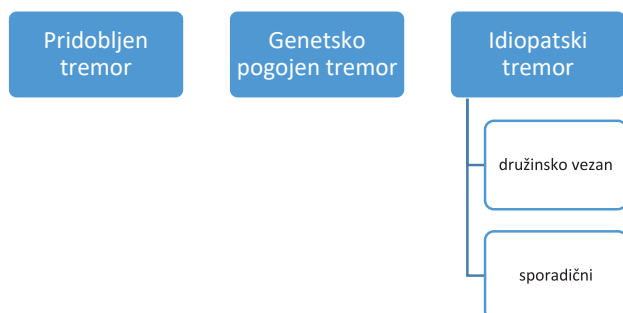 Pridobljen
tremor
Genetsko
pogojen tremor
Idiopatski
tremor
družinsko vezan
sporadični